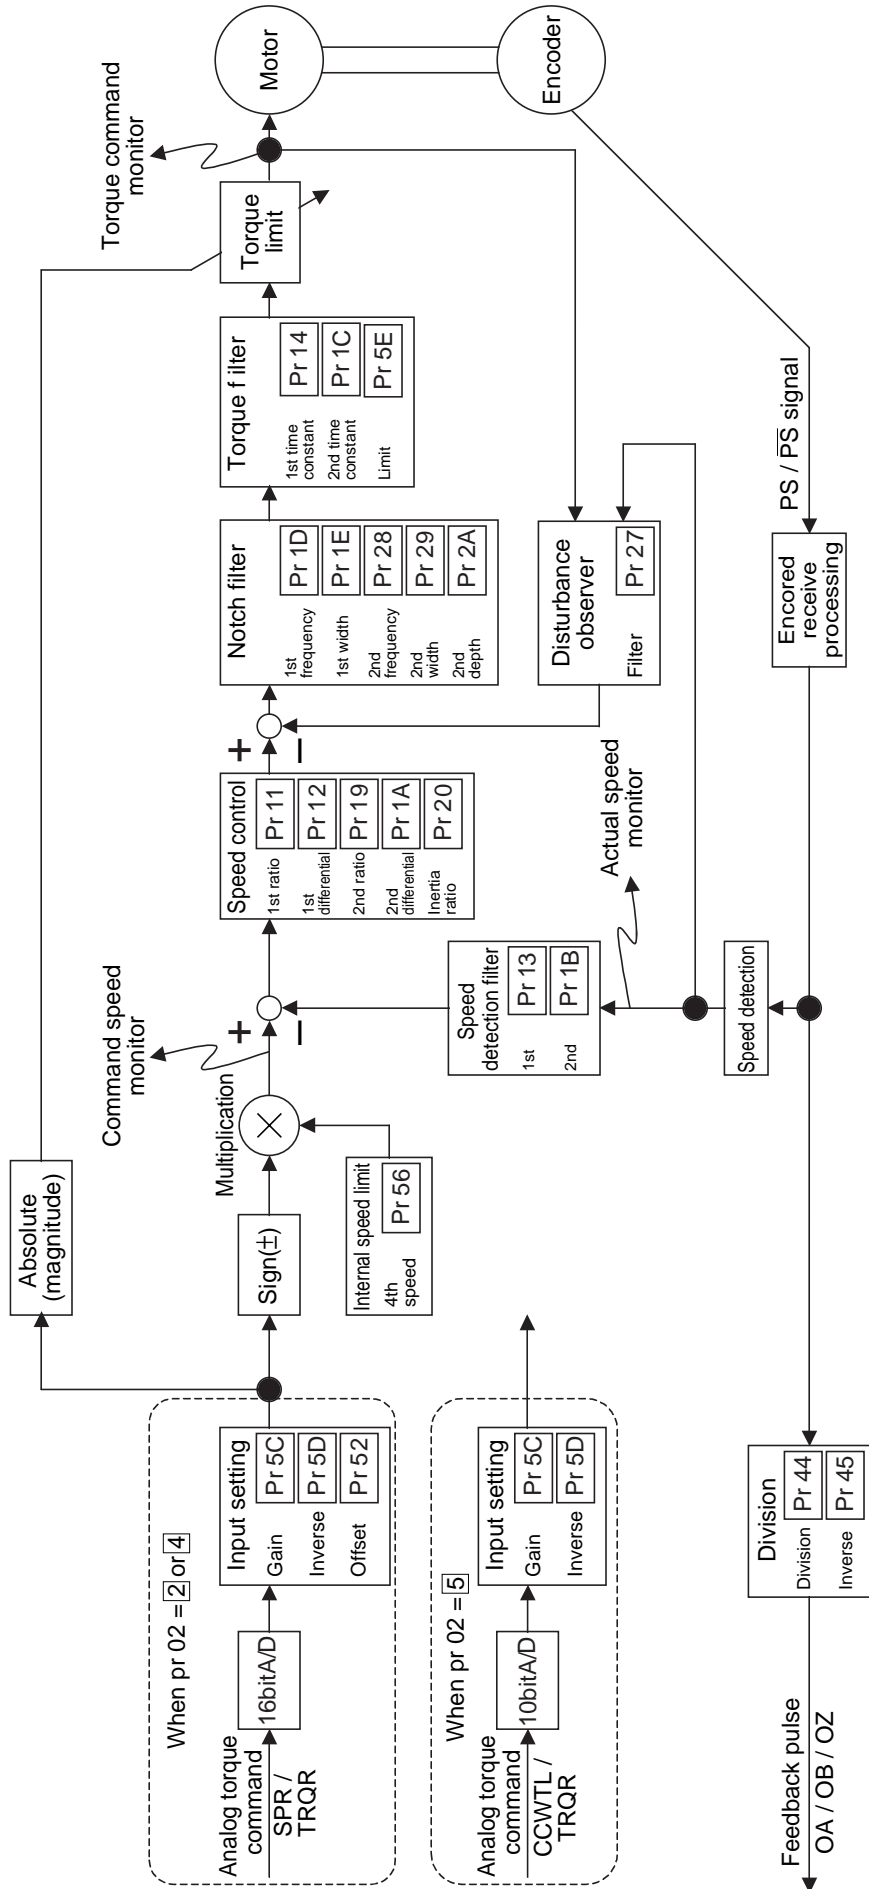 When pr 02 = 2 or 4
Analog torque
command
SPR /
TRQR
16bitA/D
Input setting
Gain
Pr 5C
Inverse
Pr 5D
Offset
Pr 52
When pr 02 = 5
Analog torque
command
CCWTL /
TRQR
10bitA/D
Input setting
Gain
Pr 5C
Inverse
Pr 5D
Absolute
(magnitude)
Sign(±)
Multiplication
Internal speed limit
4th
speed
Pr 56
Command speed
monitor
+
−
Speed control
1st ratio
Pr 11
1st
differential
Pr 12
2nd ratio
Pr 19
2nd
differential
Pr 1A
Inertia
ratio
Pr 20
+
−
Notch filter
1st
frequency
Pr 1D
1st width
Pr 1E
2nd
frequency
Pr 28
2nd
width
Pr 29
2nd
depth
Pr 2A
Torque f ilter
1st time
constant
Pr 14
2nd time
constant
Pr 1C
Limit
Pr 5E
Torque
limit
Torque command
monitor
Motor
Encoder
Disturbance
observer
Filter
Pr 27
Speed
detection filter
1st
Pr 13
2nd
Pr 1B
Actual speed
monitor
Speed detection
PS / P̅S̅ signal
Encored
receive
processing
Division
Division
Pr 44
Inverse
Pr 45
Feedback pulse
OA / OB / OZ